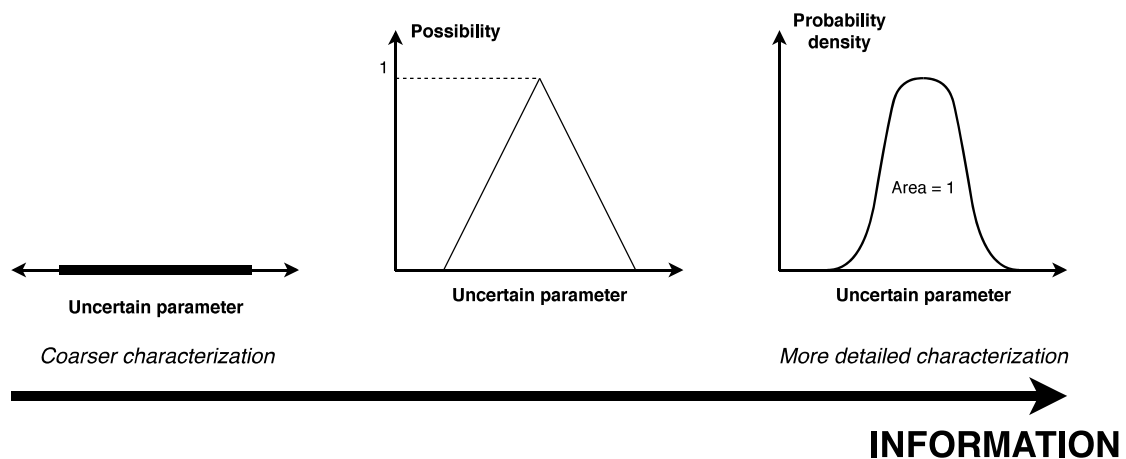 Possibility
1
Uncertain parameter
Probability
density
Area = 1
Uncertain parameter
Uncertain parameter
Coarser characterization
More detailed characterization
INFORMATION